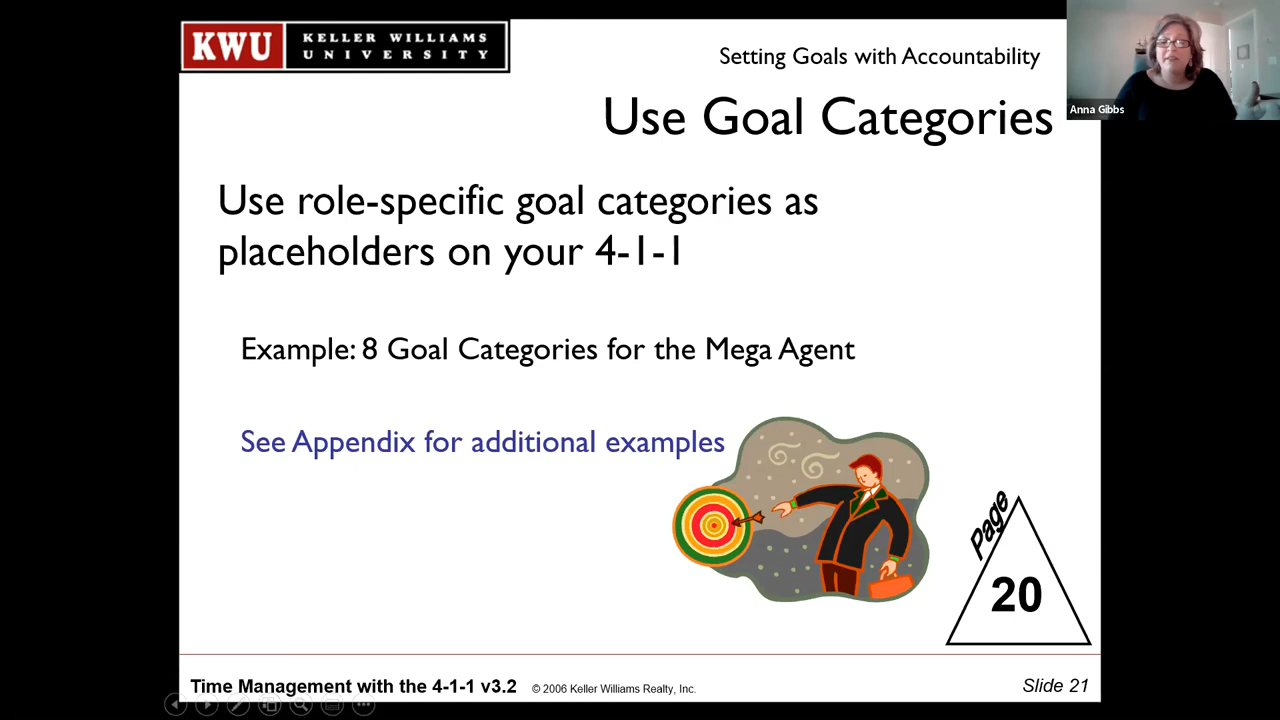 KWU KELLER WILLIAMS
UNIVERSITY
Setting Goals with Accountability
Use Goal Categories
Anna Gibbs
Use role-specific goal categories as
placeholders on your 4-1-1
Example: 8 Goal Categories for the Mega Agent
See Appendix for additional examples
Page
20
Time Management with the 4-1-1 v3.2 © 2006 Keller Williams Realty, Inc. Slide 21